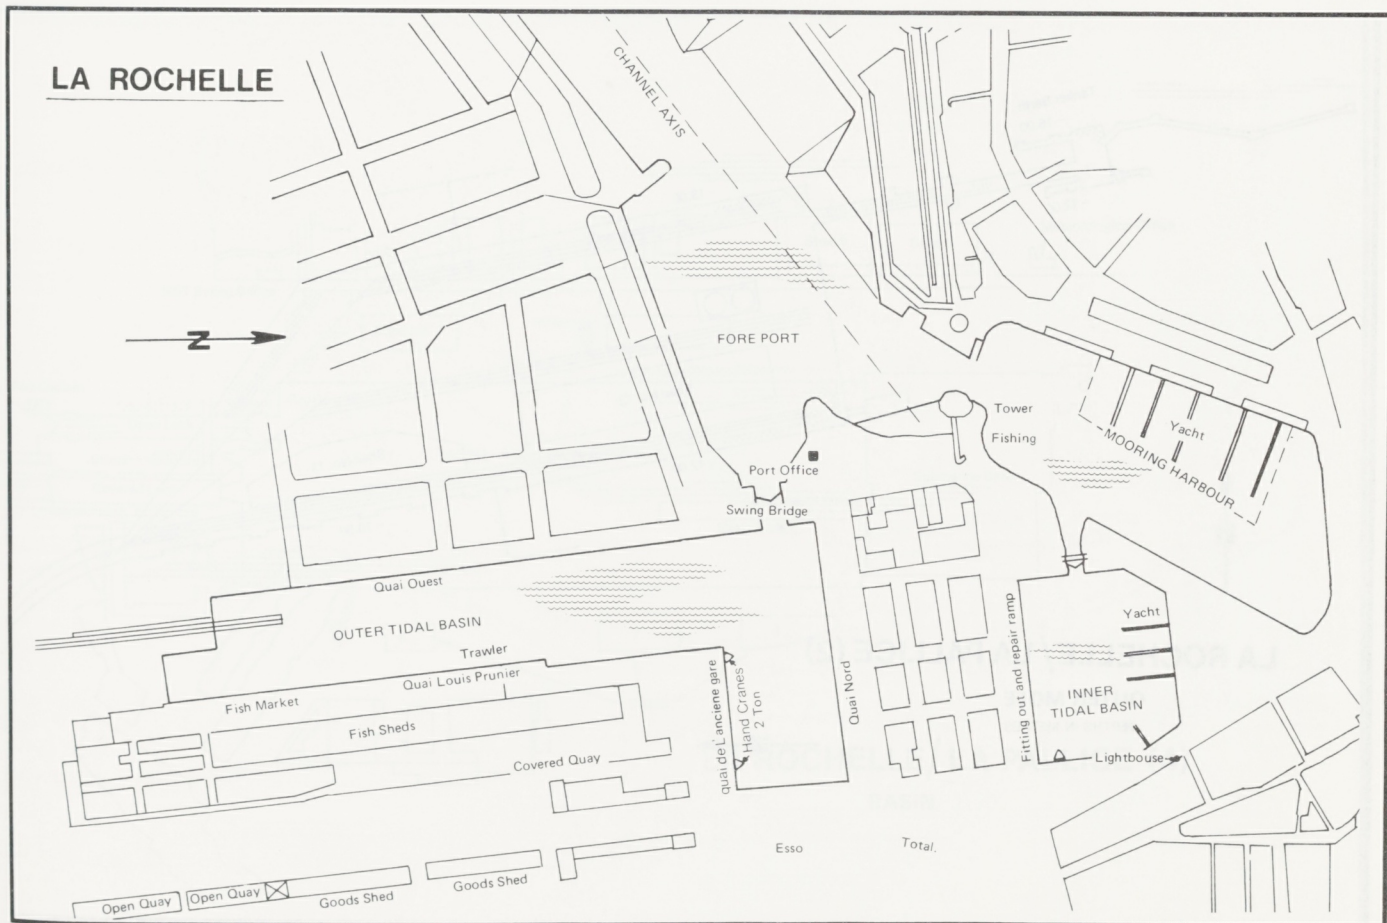 LA ROCHELLE
CHANNEL AXIS
N
FORE PORT
Tower
Fishing
Yacht
MOORING HARBOUR
Port Office
Swing Bridge
Quai Ouest
OUTER TIDAL BASIN
Trawler
Quai Louis Prunier
Fish Market
Fish Sheds
Covered Quay
quai de L'anciene gare
Hand Cranes
2 Ton
Quai Nord
Fitting out and repair ramp
Yacht
INNER
TIDAL BASIN
Lighthouse
Esso
Total.
Open Quay
Open Quay
Goods Shed
Goods Shed